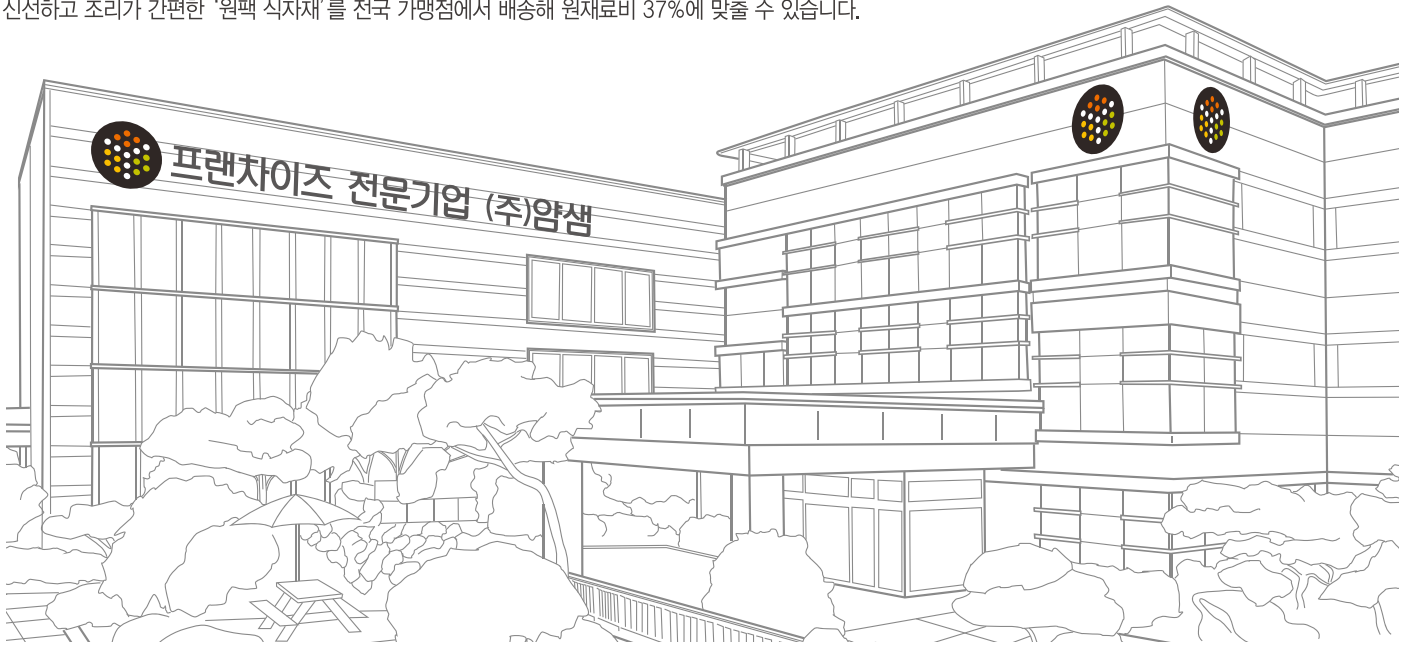 신선하고 조리가 간편한 '원팩 식자재'를 전국 가맹점에서 배송해 원재료비 37%에 맞출 수 있습니다.
프랜차이즈 전문기업 (주)얌샘